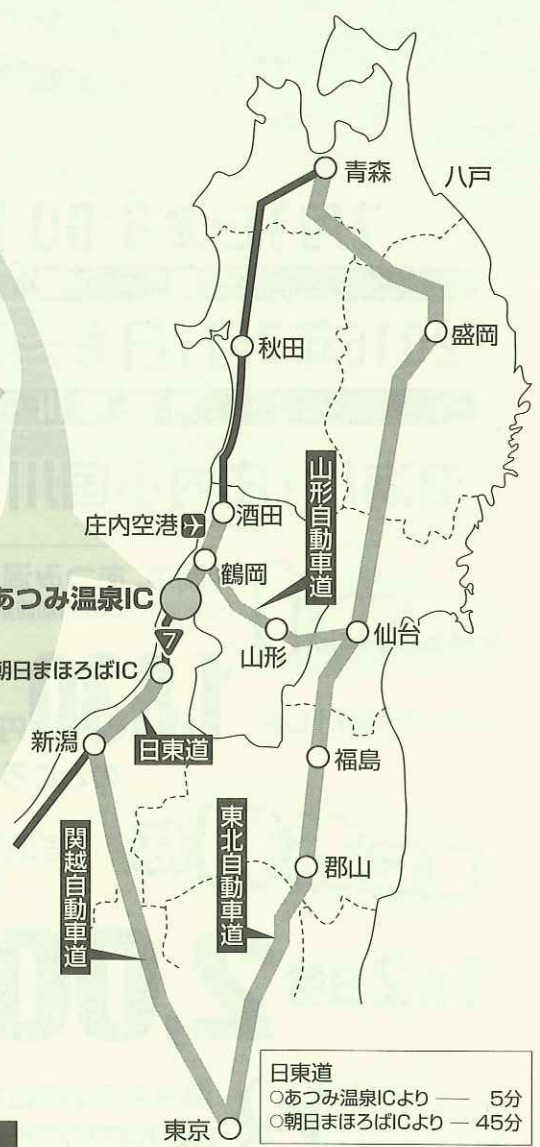 青森
八戸
盛岡
秋田
山形自動車道
庄内空港
酒田
鶴岡
あつみ温泉IC
7
山形
仙台
朝日まほろばIC
新潟
日東道
福島
関越自動車道
東北自動車道
郡山
東京
日東道
○あつみ温泉ICより ― 5分
○朝日まほろばICより ― 45分